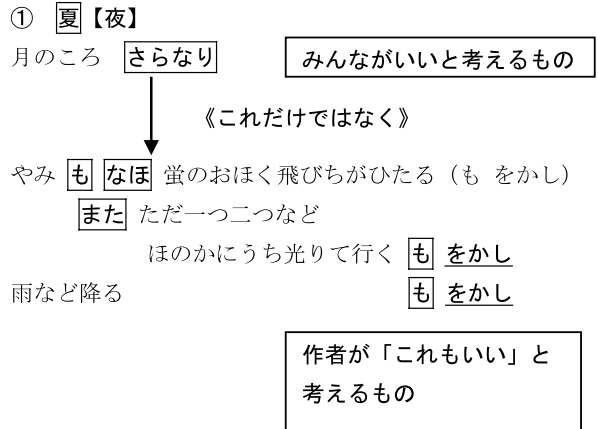 ① 夏【夜】
月のころ さらなり みんながいいと考えるもの
《これだけではなく》
やみ も なほ 蛍のおほく飛びちがひたる（も をかし）
また ただ一つ二つなど
ほのかにうち光りて行く も をかし
雨など降る も をかし
作者が「これもいい」と
考えるもの